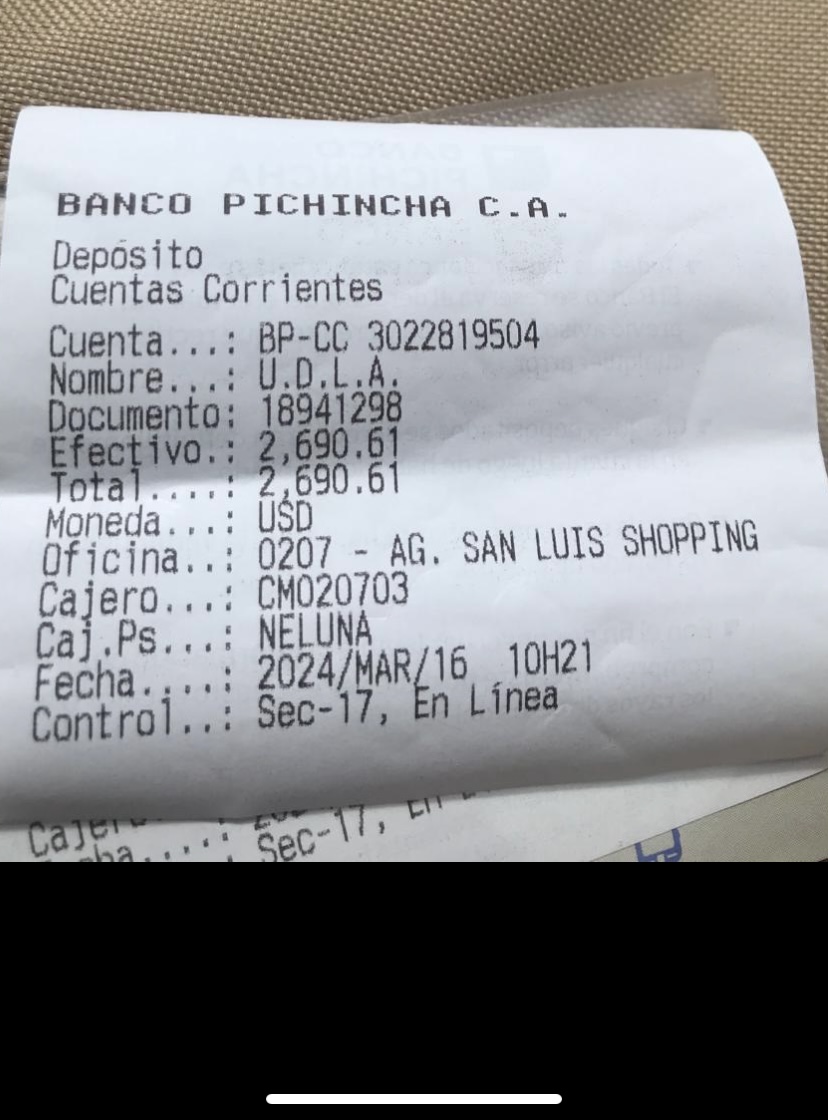 BANCO PICHINCHA C.A.
Depósito
Cuentas Corrientes
Cuenta...: BP-CC 3022819504
Nombre...: U.D.L.A.
Documento: 18941298
Efectivo.: 2,690.61
Total....: 2,690.61
Moneda...: USD
Oficina..: 0207 - AG. SAN LUIS SHOPPING
Cajero...: CM020703
Caj.Ps...: NELUNA
Fecha....: 2024/MAR/16 10H21
Control..: Sec-17, En Línea
Sec-17, En